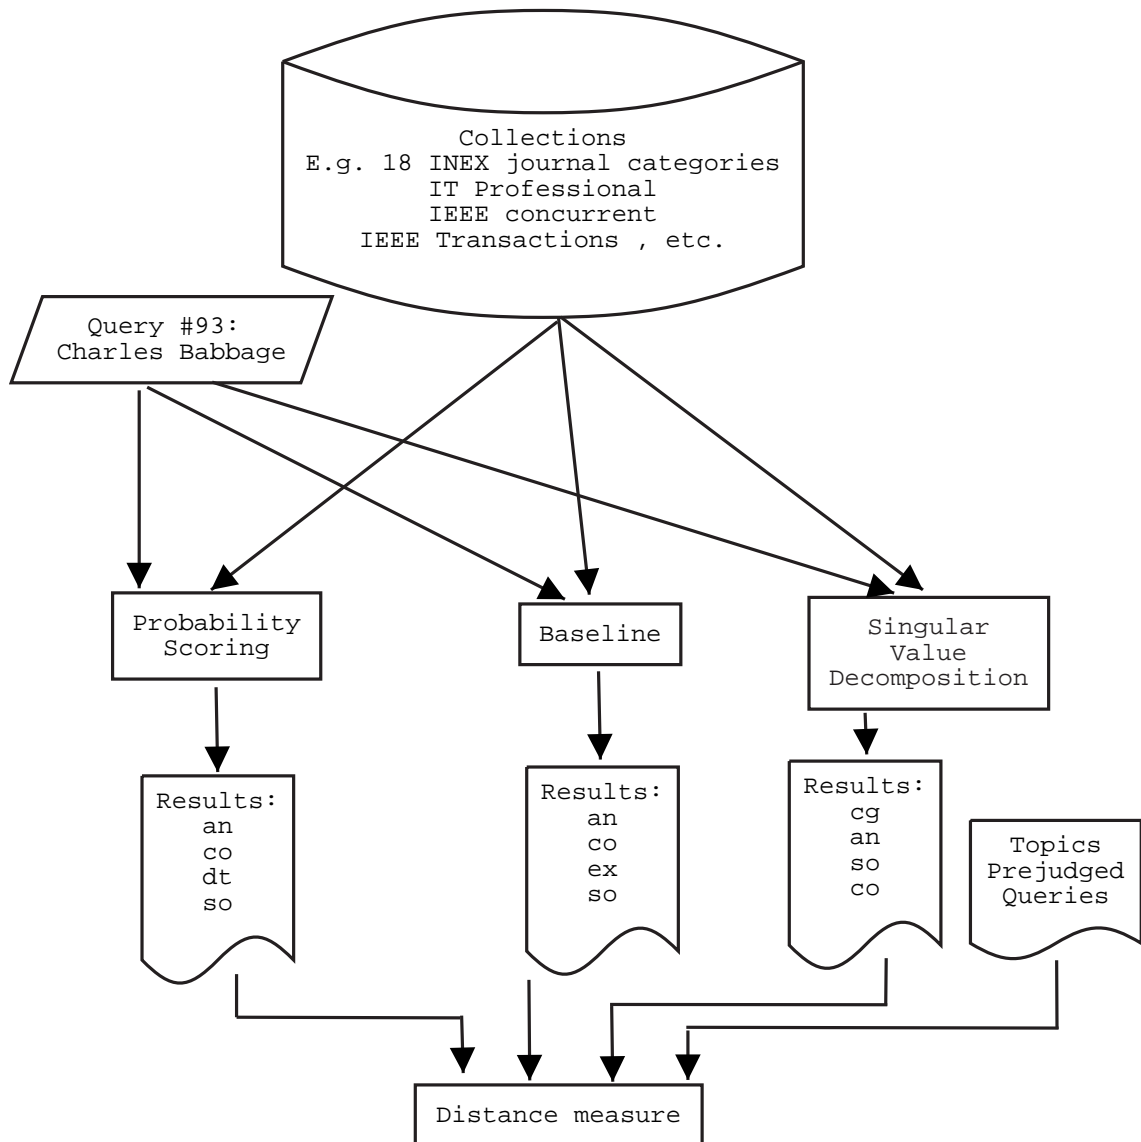 Collections
E.g. 18 INEX journal categories
IT Professional
IEEE concurrent
IEEE Transactions , etc.
Query #93:
Charles Babbage
Probability
Scoring
Baseline
Singular
Value
Decomposition
Results:
an
co
dt
so
Results:
an
co
ex
so
Results:
cg
an
so
co
Topics
Prejudged
Queries
Distance measure